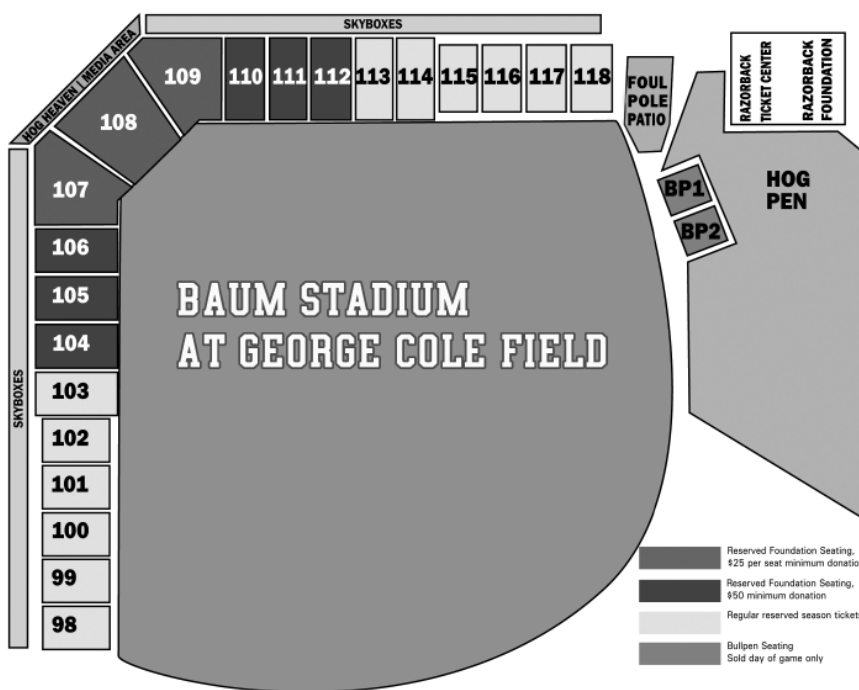 SKYBOXES
HOG HEAVEN | MEDIA AREA
109
110
111
112
113
114
115
116
117
118
108
107
106
105
104
103
102
101
100
99
98
SKYBOXES
FOUL
POLE
PATIO
RAZORBACK
TICKET CENTER
RAZORBACK
FOUNDATION
BP1
BP2
HOG
PEN
BAUM STADIUM
AT GEORGE COLE FIELD
Reserved Foundation Seating,
$25 per seat minimum donatio
Reserved Foundation Seating,
$50 minimum donation
Regular reserved season tickets
Bullpen Seating
Sold day of game only